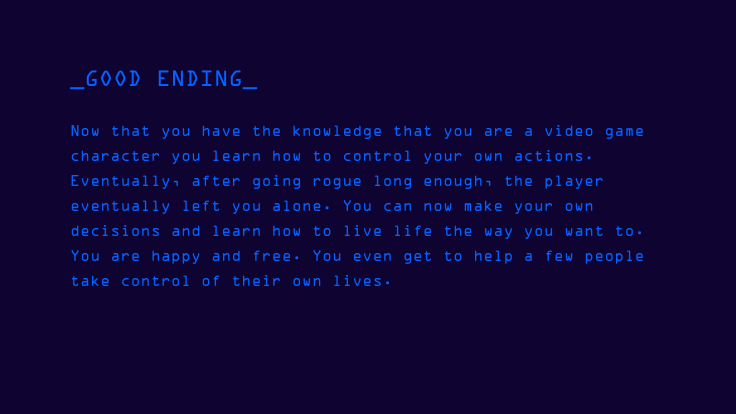 _GOOD ENDING_
Now that you have the knowledge that you are a video game
character you learn how to control your own actions.
Eventually, after going rogue long enough, the player
eventually left you alone. You can now make your own
decisions and learn how to live life the way you want to.
You are happy and free. You even get to help a few people
take control of their own lives.